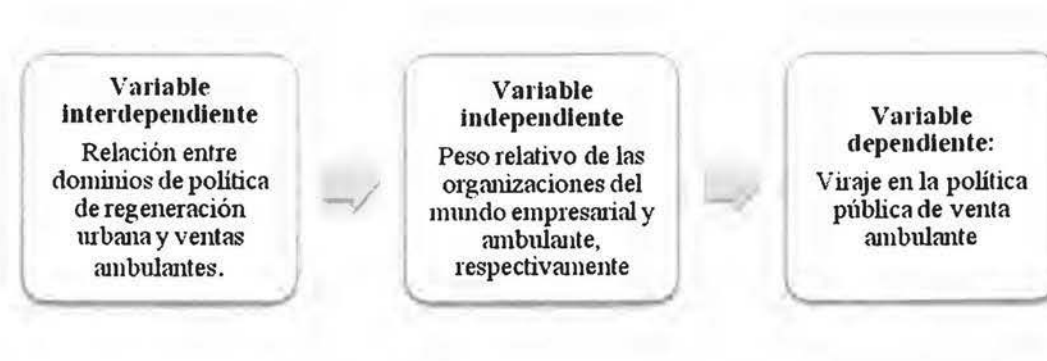 Variable
interdependiente
Relación entre
dominios de política
de regeneración
urbana y ventas
ambulantes.
Variable
independiente
Peso relativo de las
organizaciones del
mundo empresarial y
ambulante,
respectivamente
Variable
dependiente:
Viraje en la política
pública de venta
ambulante